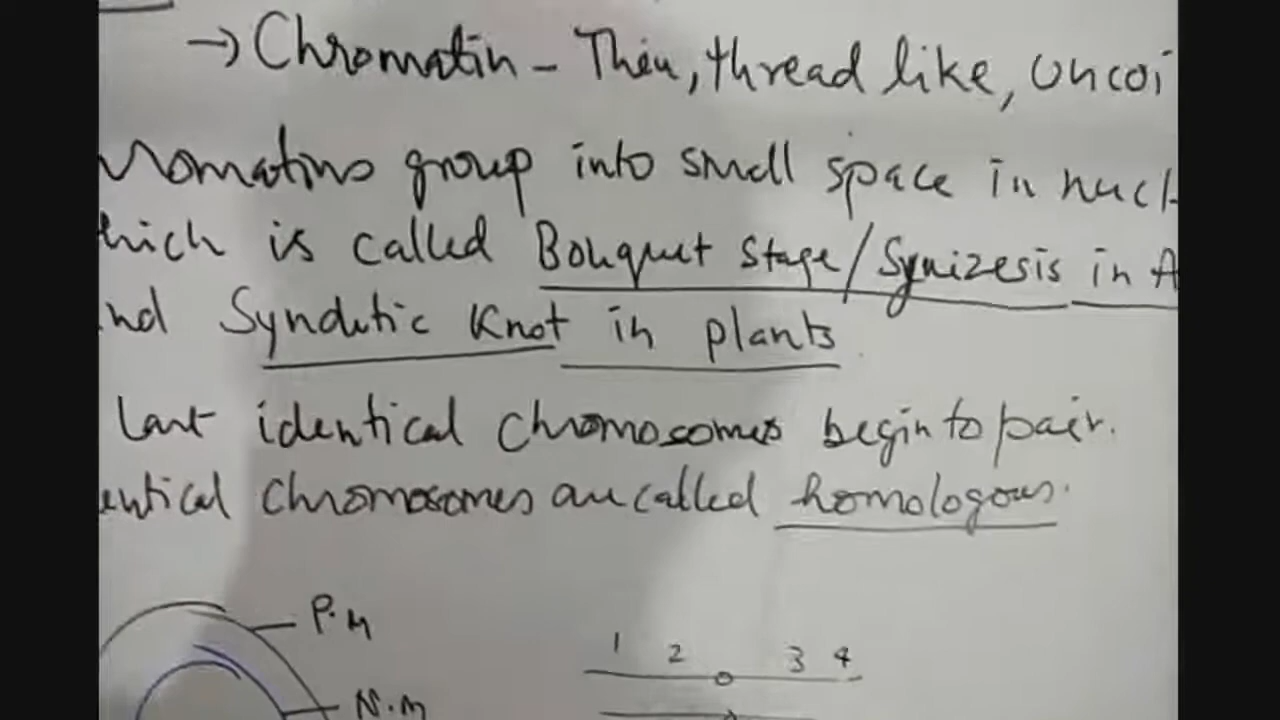 → Chromatin - Thin, thread like, uncoi
romatins group into small space in nucl
hich is called Bouquet Stage/Synizesis in A
nd Syndetic Knot in plants
Last identical chromosomes begin to pair.
entical chromosomes are called homologous.
P.M
1 2 3 4
N.M